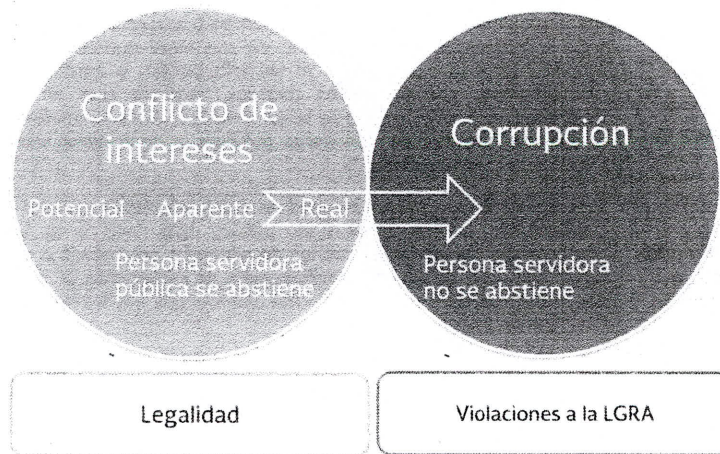 Conflicto de
intereses
Potencial Aparente Real
Persona servidora
pública se abstiene
Corrupción
Persona servidora
no se abstiene
Legalidad
Violaciones a la LGRA